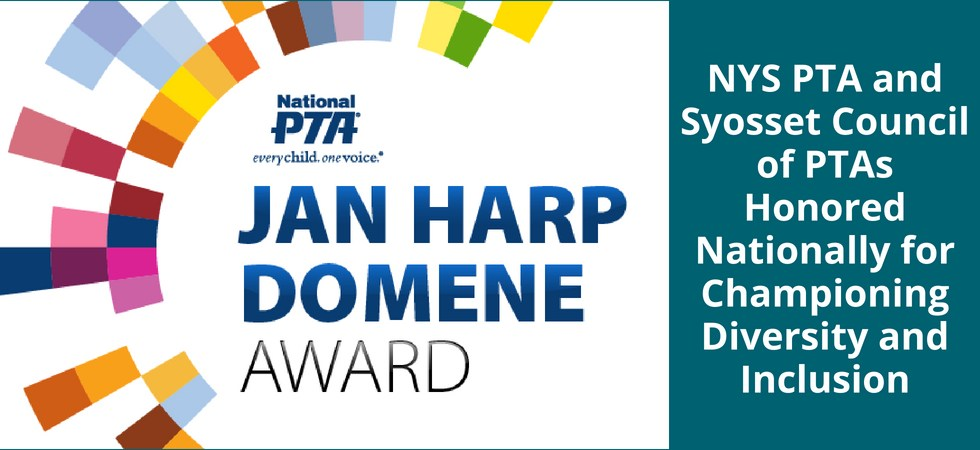 National
PTA®
everychild. onevoice.®
JAN HARP
DOMENE
AWARD
NYS PTA and
Syosset Council
of PTAs
Honored
Nationally for
Championing
Diversity and
Inclusion